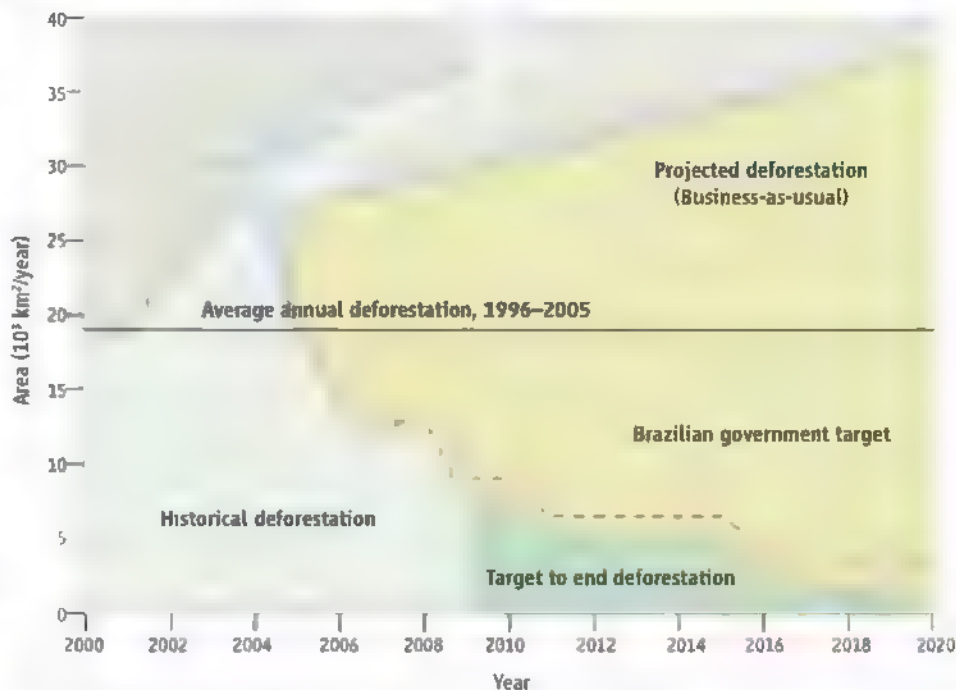 40
35
30
25
20
15
10
5
0
Area (10³ km²/year)
Projected deforestation
(Business-as-usual)
Average annual deforestation, 1996–2005
Brazilian government target
Historical deforestation
Target to end deforestation
2000 2002 2004 2006 2008 2010 2012 2014 2016 2018 2020
Year